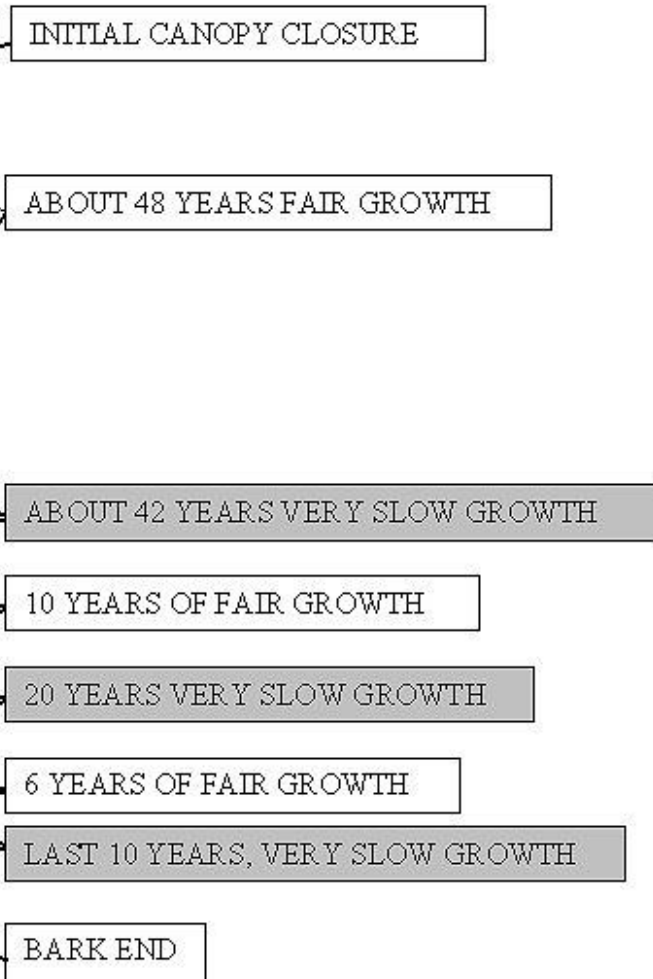 INITIAL CANOPY CLOSURE
ABOUT 48 YEARS FAIR GROWTH
ABOUT 42 YEARS VERY SLOW GROWTH
10 YEARS OF FAIR GROWTH
20 YEARS VERY SLOW GROWTH
6 YEARS OF FAIR GROWTH
LAST 10 YEARS, VERY SLOW GROWTH
BARK END